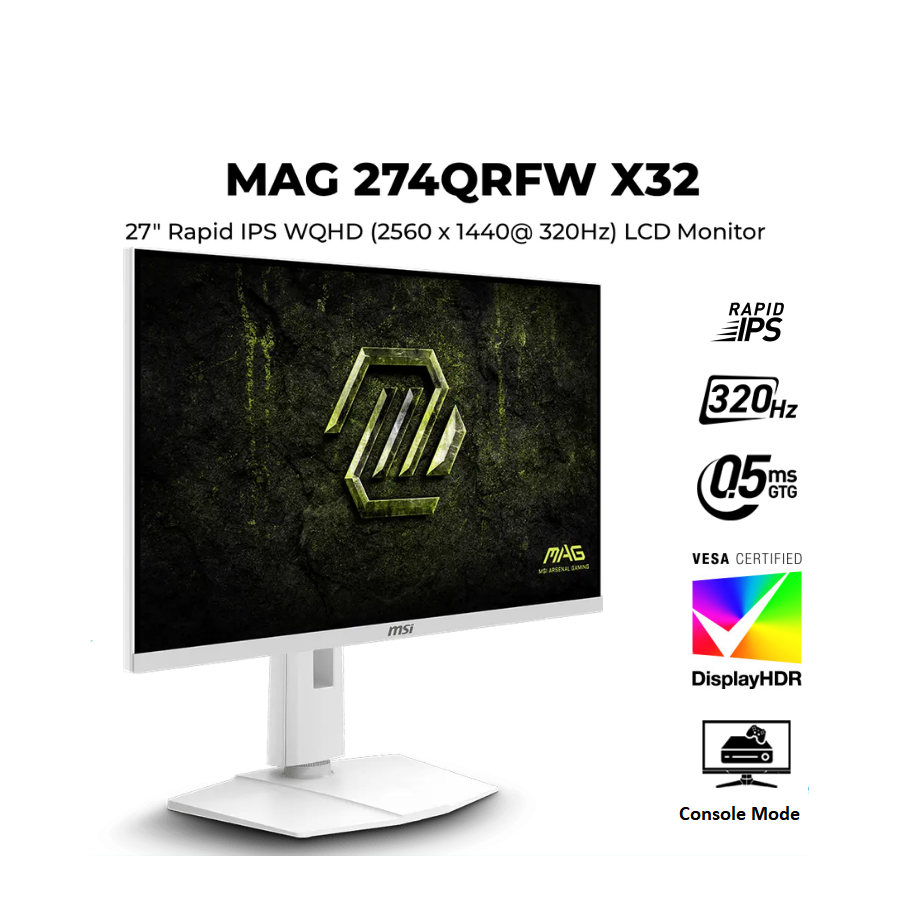 MAG 274QRFW X32
27" Rapid IPS WQHD (2560 x 1440@ 320Hz) LCD Monitor
RAPID
IPS
320Hz
0.5ms
GTG
MAG
MSI ARSENAL GAMING
VESA CERTIFIED
msi
DisplayHDR
Console Mode